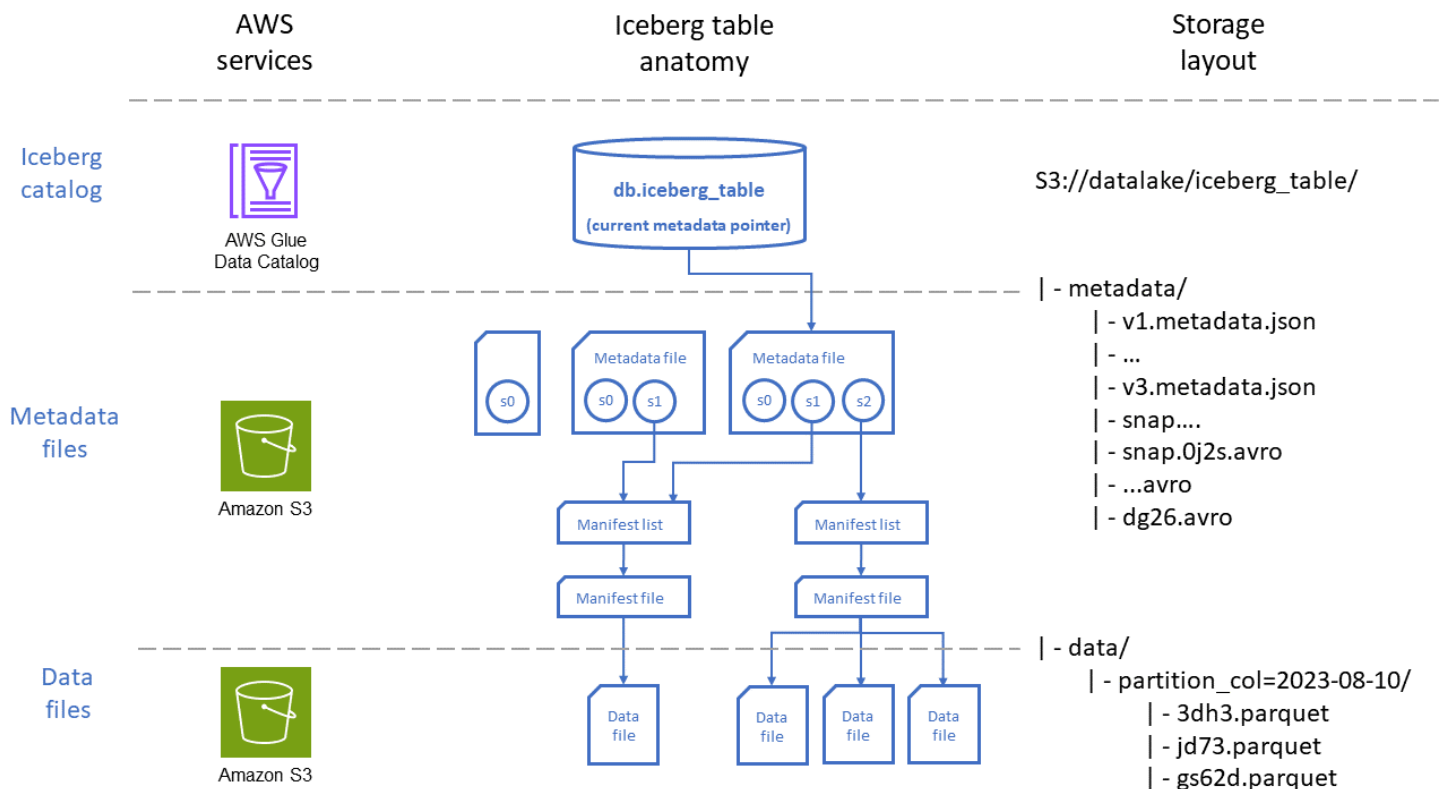 AWS
services
Iceberg table
anatomy
Storage
layout
Iceberg
catalog
AWS Glue
Data Catalog
db.iceberg_table
(current metadata pointer)
S3://datalake/iceberg_table/
Metadata
files
Amazon S3
s0
Metadata file
s0
s1
Metadata file
s0
s1
s2
Manifest list
Manifest list
Manifest file
Manifest file
| - metadata/
| - v1.metadata.json
| - ...
| - v3.metadata.json
| - snap....
| - snap.0j2s.avro
| - ...avro
| - dg26.avro
Data
files
Amazon S3
Data
file
Data
file
Data
file
Data
file
| - data/
| - partition_col=2023-08-10/
| - 3dh3.parquet
| - jd73.parquet
| - gs62d.parquet